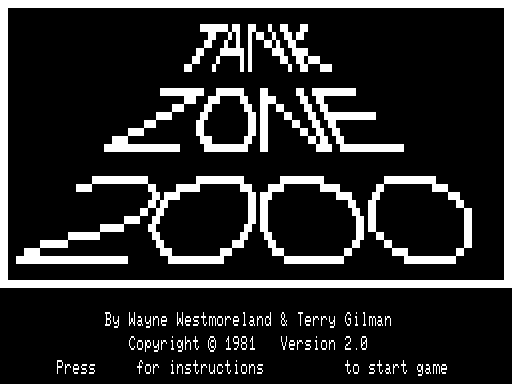 TANK
ZONE
2000
By Wayne Westmoreland & Terry Gilman
Copyright © 1981 Version 2.0
Press for instructions to start game